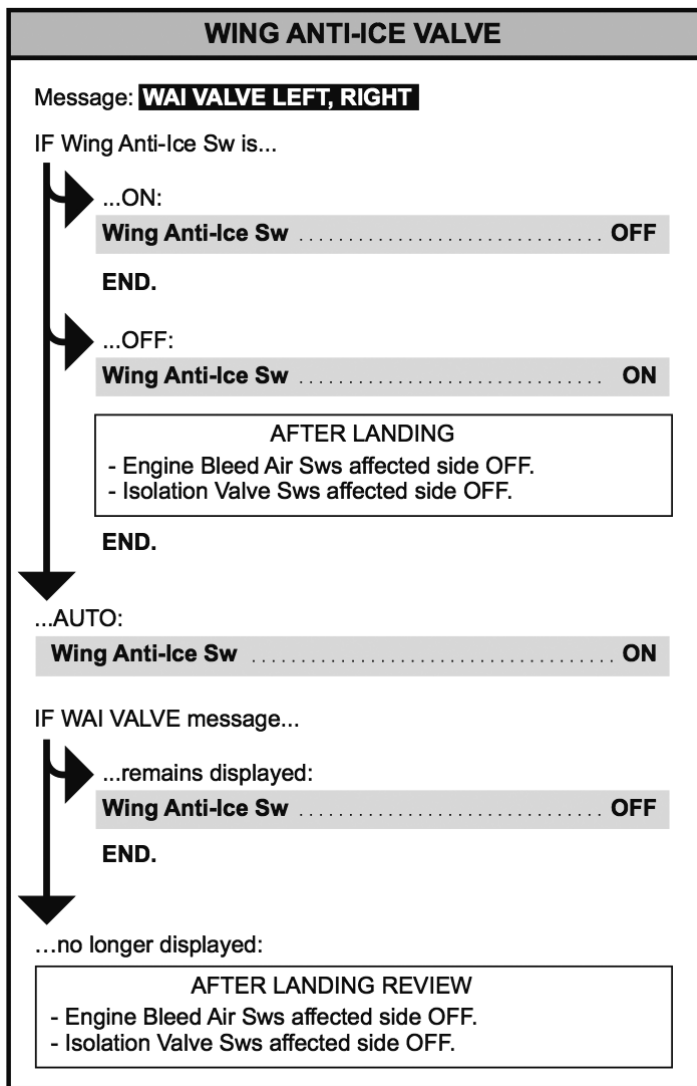 WING ANTI-ICE VALVE
Message: WAI VALVE LEFT, RIGHT
IF Wing Anti-Ice Sw is...
...ON:
Wing Anti-Ice Sw ................................ OFF
END.
...OFF:
Wing Anti-Ice Sw ................................ ON
AFTER LANDING
- Engine Bleed Air Sws affected side OFF.
- Isolation Valve Sws affected side OFF.
END.
...AUTO:
Wing Anti-Ice Sw ...................................... ON
IF WAI VALVE message...
...remains displayed:
Wing Anti-Ice Sw ................................ OFF
END.
...no longer displayed:
AFTER LANDING REVIEW
- Engine Bleed Air Sws affected side OFF.
- Isolation Valve Sws affected side OFF.